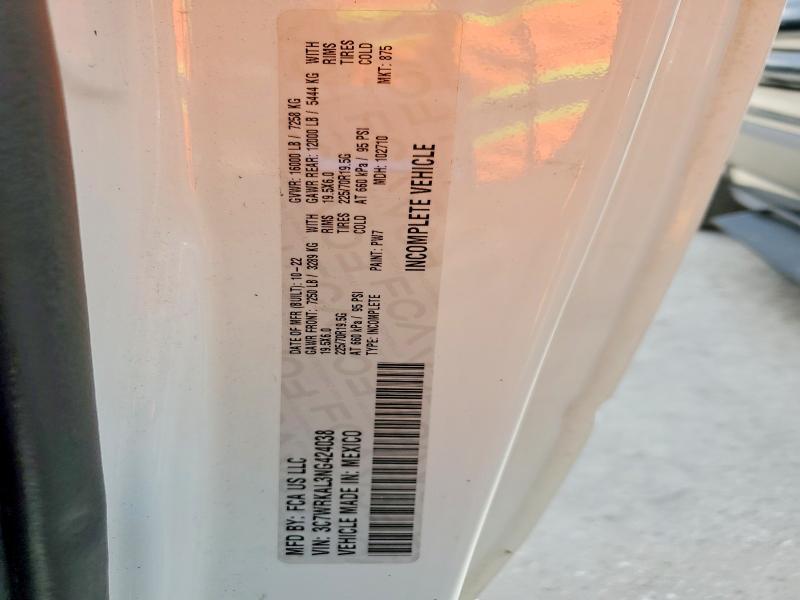 MFD BY: FCA US LLC
VIN: 3C7WRKAL3NG424038
VEHICLE MADE IN: MEXICO
DATE OF MFR (BUILT): 10-22 GVWR: 16000 LB / 7258 KG
GAWR FRONT: 7250 LB / 3289 KG WITH GAWR REAR: 12000 LB / 5444 KG WITH
19.5X6.0 RIMS 19.5X6.0 RIMS
225/70R19.5G TIRES 225/70R19.5G TIRES
AT 660 kPa / 95 PSI COLD AT 660 kPa / 95 PSI COLD
TYPE: INCOMPLETE PAINT: PW7 MDH: 102710 MKT: 875
INCOMPLETE VEHICLE